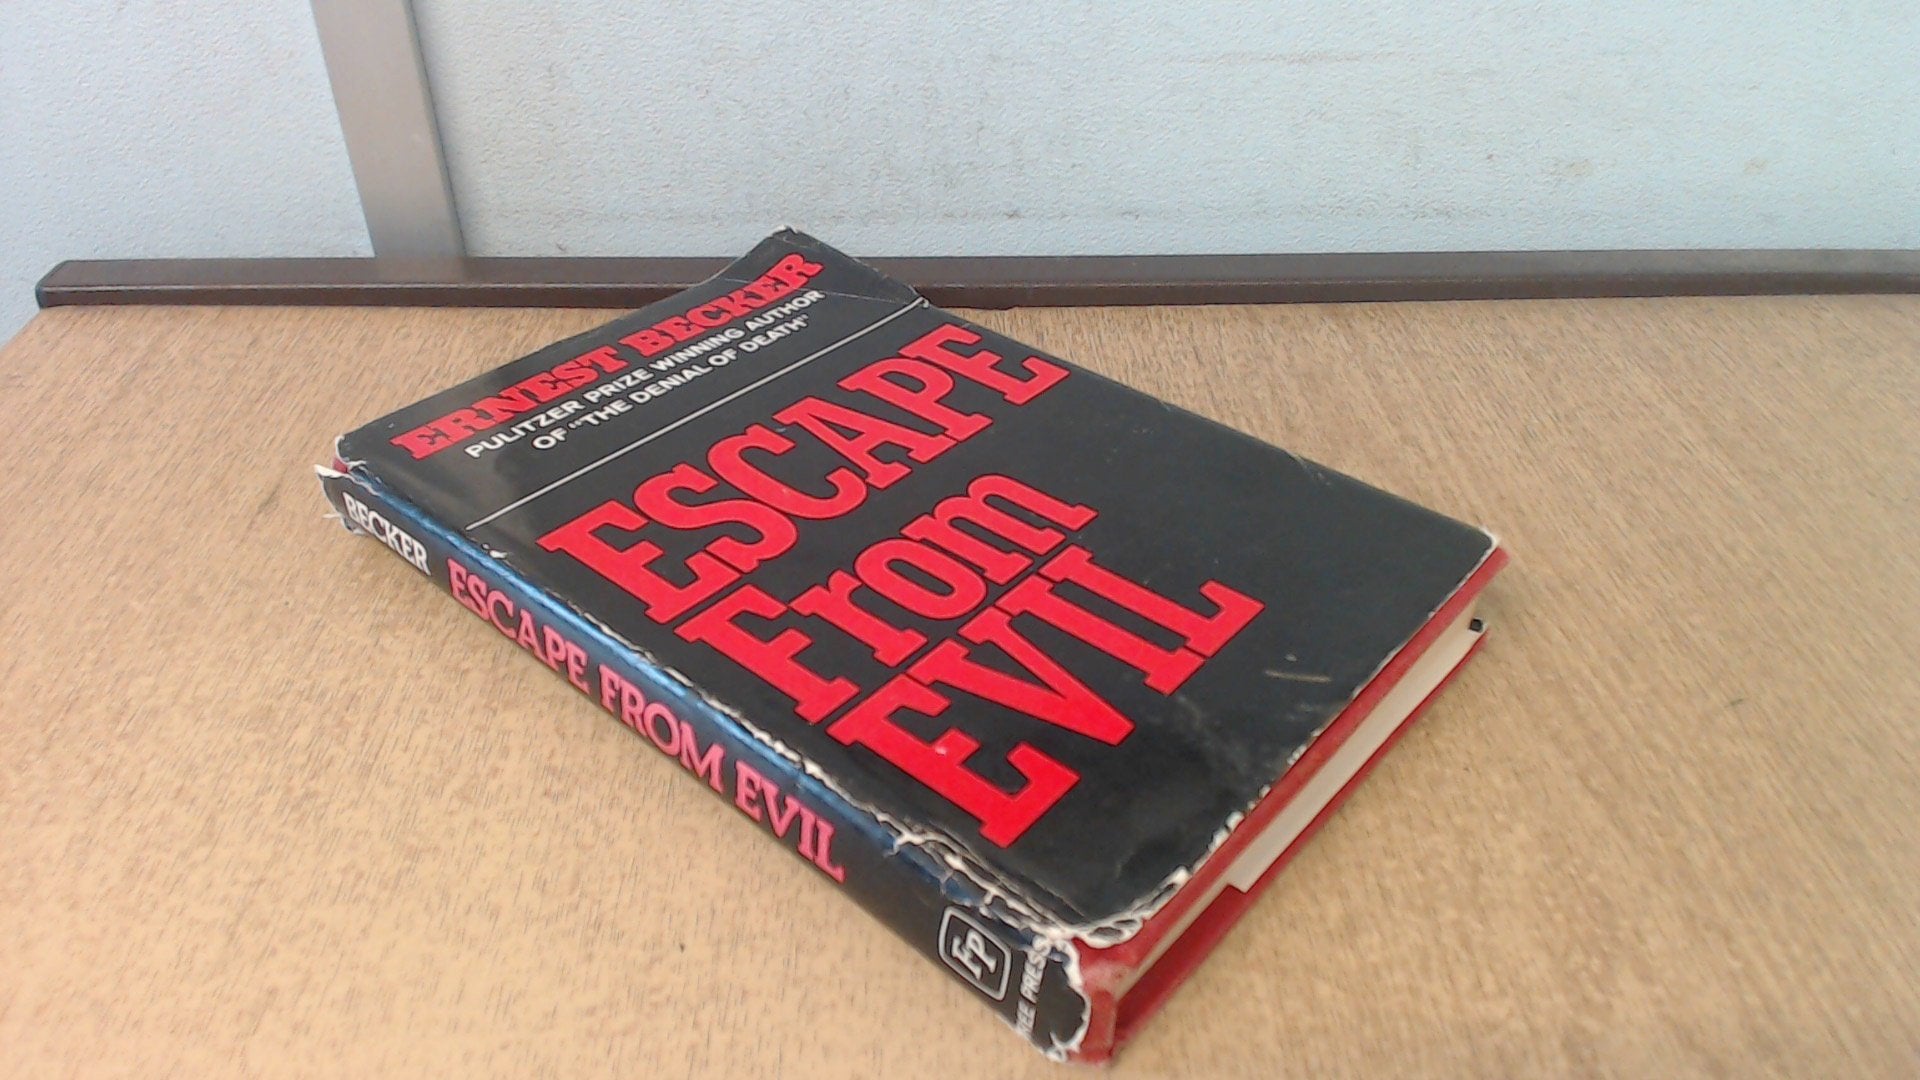 ERNEST BECKER
PULITZER PRIZE WINNING AUTHOR
OF "THE DENIAL OF DEATH"
ESCAPE
From
EVIL
BECKER ESCAPE FROM EVIL
FP
PRESS